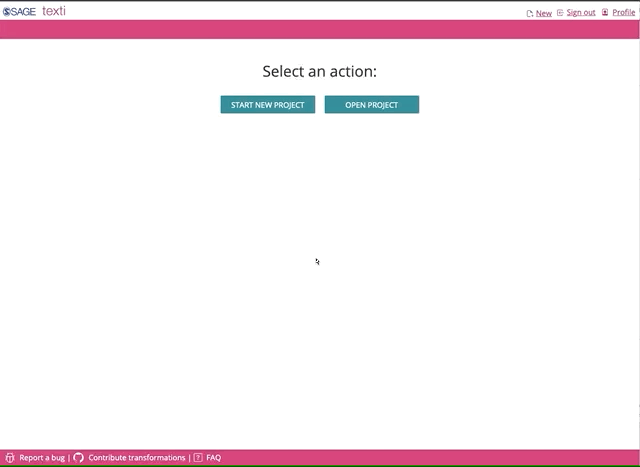 SAGE texti New Sign out Profile
Select an action:
START NEW PROJECT OPEN PROJECT
Report a bug | Contribute transformations | ? FAQ